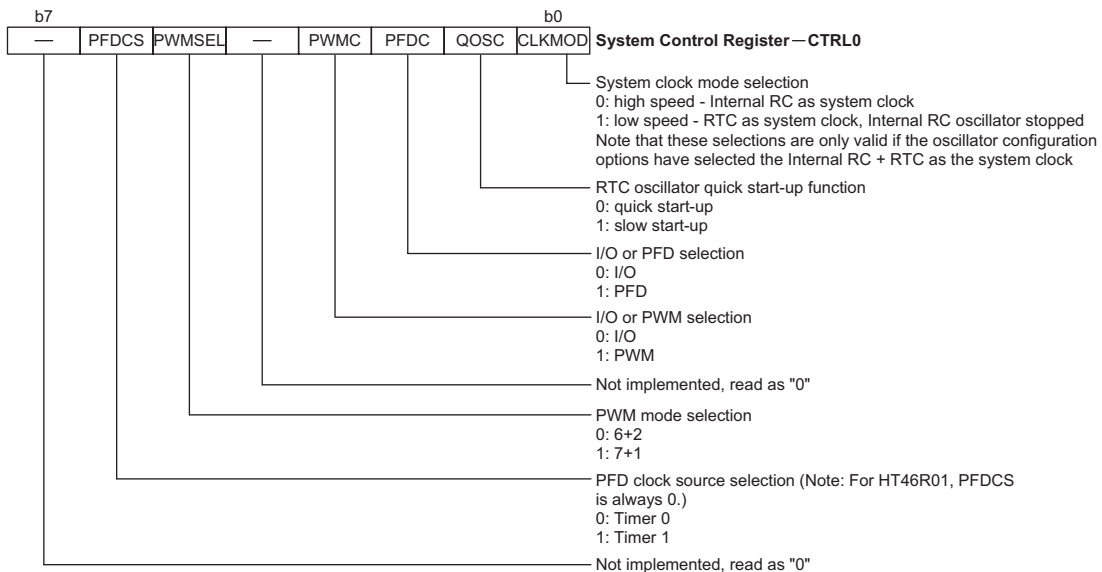 b7 b0
— PFDCS PWMSEL — PWMC PFDC QOSC CLKMOD System Control Register—CTRL0
System clock mode selection
0: high speed - Internal RC as system clock
1: low speed - RTC as system clock, Internal RC oscillator stopped
Note that these selections are only valid if the oscillator configuration
options have selected the Internal RC + RTC as the system clock
RTC oscillator quick start-up function
0: quick start-up
1: slow start-up
I/O or PFD selection
0: I/O
1: PFD
I/O or PWM selection
0: I/O
1: PWM
Not implemented, read as "0"
PWM mode selection
0: 6+2
1: 7+1
PFD clock source selection (Note: For HT46R01, PFDCS
is always 0.)
0: Timer 0
1: Timer 1
Not implemented, read as "0"